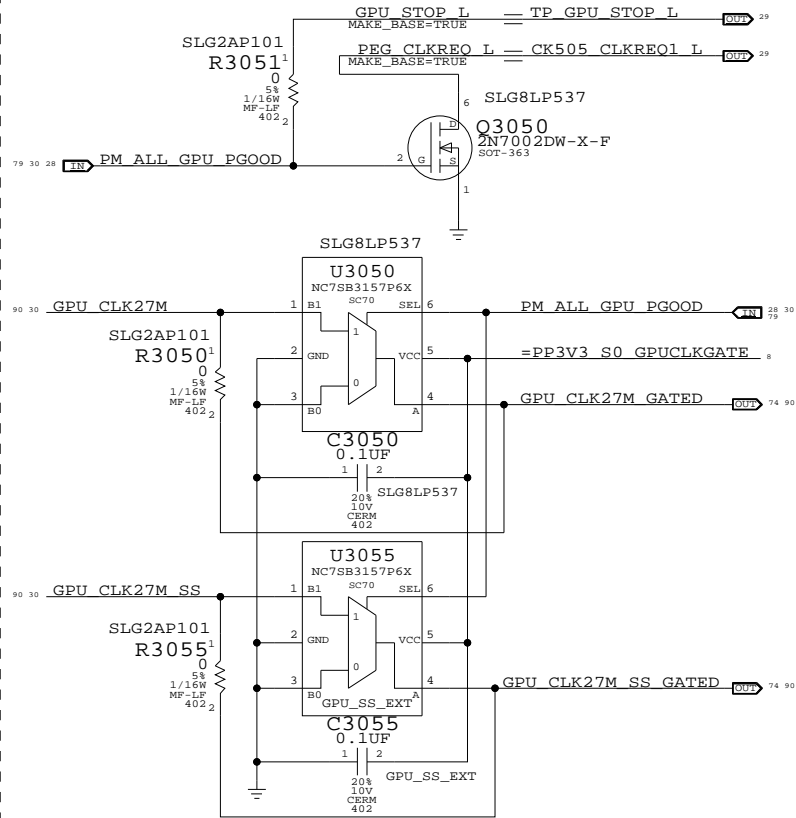 GPU_STOP_L = TP_GPU_STOP_L OUT 29
MAKE_BASE=TRUE
PEG_CLKREQ_L = CK505_CLKREQ1_L OUT 29
MAKE_BASE=TRUE
SLG2AP101
R3051 1
0
5%
1/16W
MF-LF
402 2
6 SLG8LP537
D
Q3050
2N7002DW-X-F
SOT-363
2 G S
1
79 30 28 IN PM_ALL_GPU_PGOOD
SLG8LP537
U3050
NC7SB3157P6X
SC70
90 30 GPU_CLK27M 1 B1 SEL 6 PM_ALL_GPU_PGOOD IN 28 30
79
1
SLG2AP101
R3050 1
0
5%
1/16W
MF-LF
402 2
2 GND VCC 5 =PP3V3_S0_GPUCLKGATE 8
0
3 B0 A 4 GPU_CLK27M_GATED OUT 74 90
C3050
0.1UF
1 2
SLG8LP537
20%
10V
CERM
402
U3055
NC7SB3157P6X
SC70
90 30 GPU_CLK27M_SS 1 B1 SEL 6
1
SLG2AP101
R3055 1
0
5%
1/16W
MF-LF
402 2
2 GND VCC 5
0
3 B0 A 4 GPU_CLK27M_SS_GATED OUT 74 90
GPU_SS_EXT
C3055
0.1UF
1 2
GPU_SS_EXT
20%
10V
CERM
402